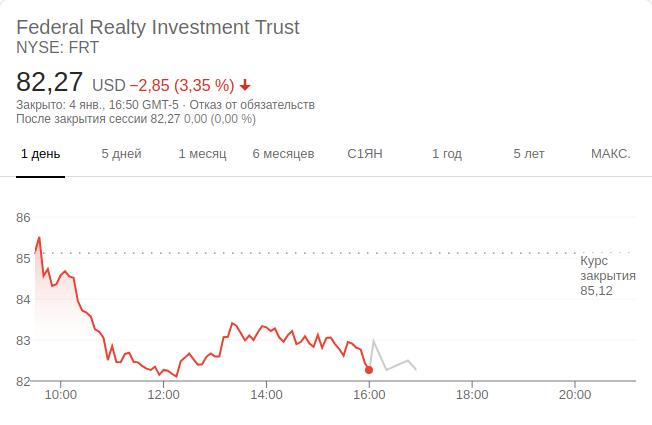 Federal Realty Investment Trust
NYSE: FRT
82,27 USD −2,85 (3,35 %)
Закрыто: 4 янв., 16:50 GMT-5 · Отказ от обязательств
После закрытия сессии 82,27 0,00 (0,00 %)
1 день 5 дней 1 месяц 6 месяцев С1ЯН 1 год 5 лет МАКС.
86
85
84
83
82
Курс
закрытия
85,12
10:00 12:00 14:00 16:00 18:00 20:00